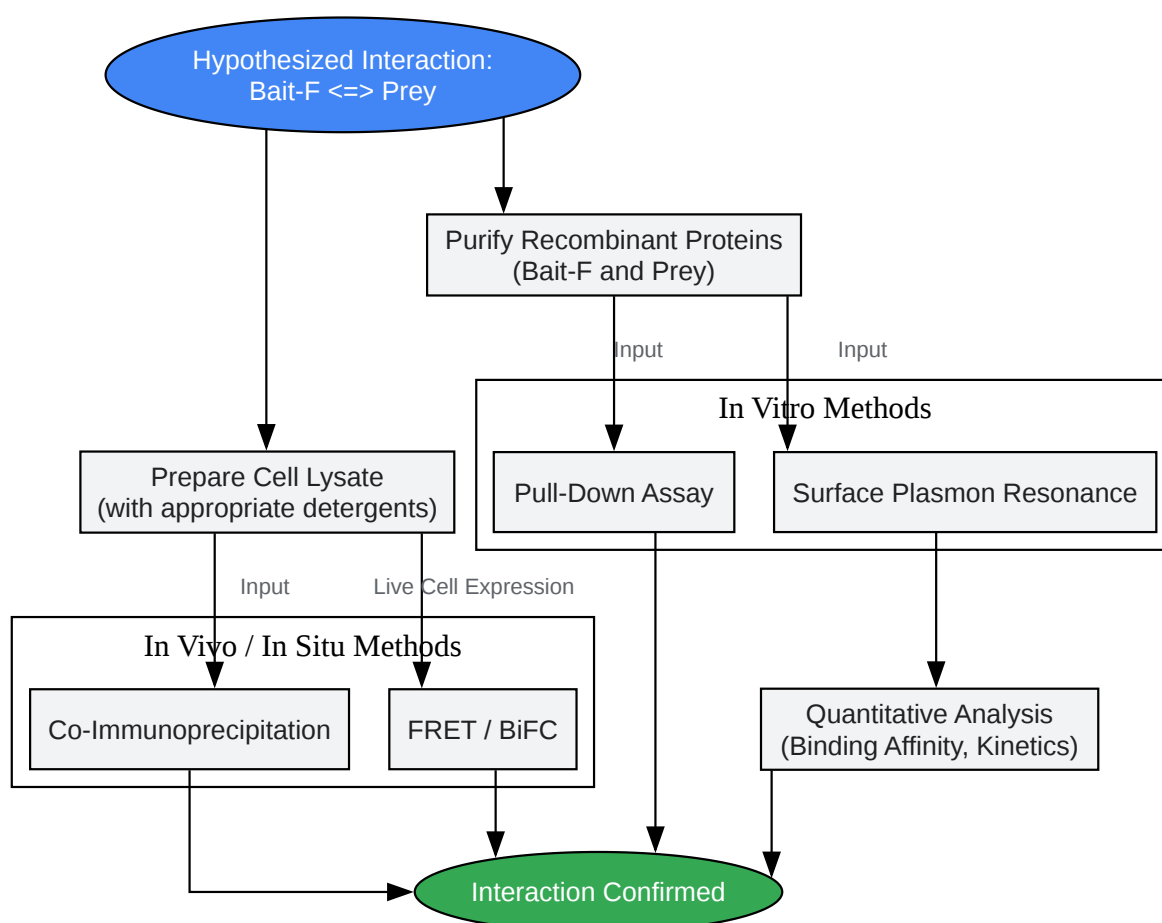 Hypothesized Interaction:
Bait-F <=> Prey
Purify Recombinant Proteins
(Bait-F and Prey)
Input
Input
In Vitro Methods
Prepare Cell Lysate
(with appropriate detergents)
Pull-Down Assay
Surface Plasmon Resonance
Input
Live Cell Expression
In Vivo / In Situ Methods
Co-Immunoprecipitation
FRET / BiFC
Quantitative Analysis
(Binding Affinity, Kinetics)
Interaction Confirmed